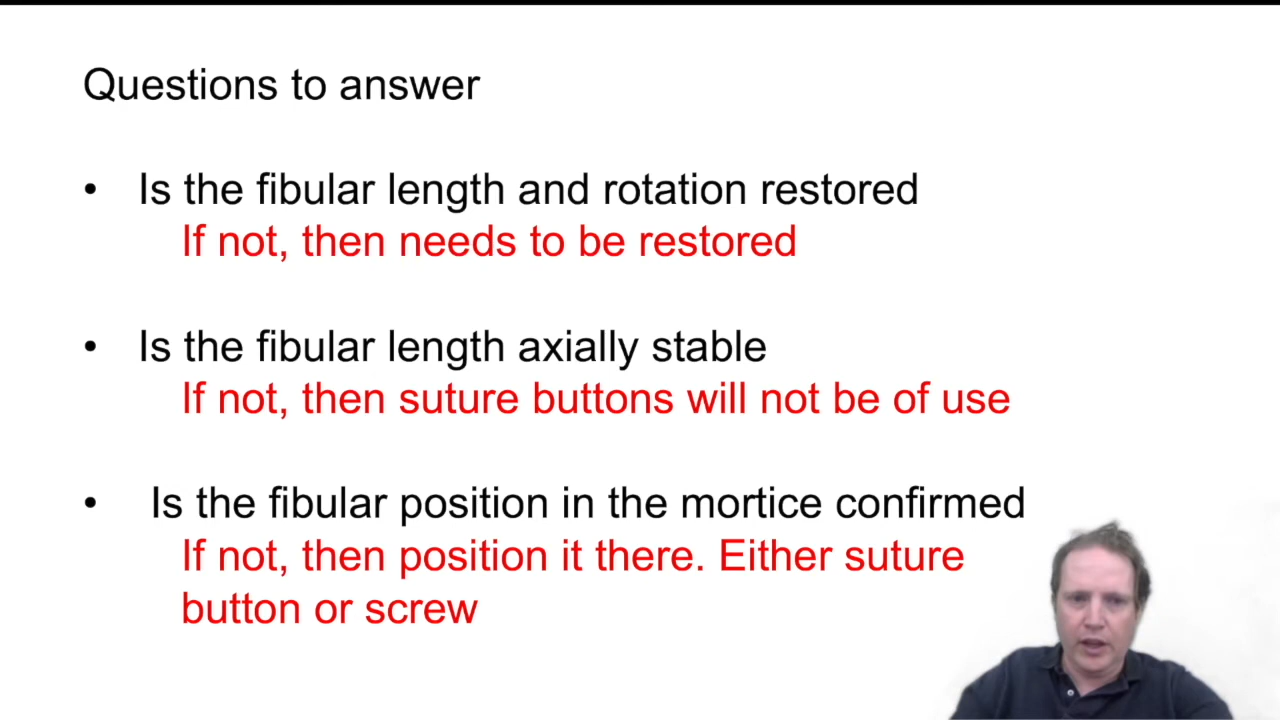 Questions to answer
• Is the fibular length and rotation restored
If not, then needs to be restored
• Is the fibular length axially stable
If not, then suture buttons will not be of use
• Is the fibular position in the mortice confirmed
If not, then position it there. Either suture
button or screw